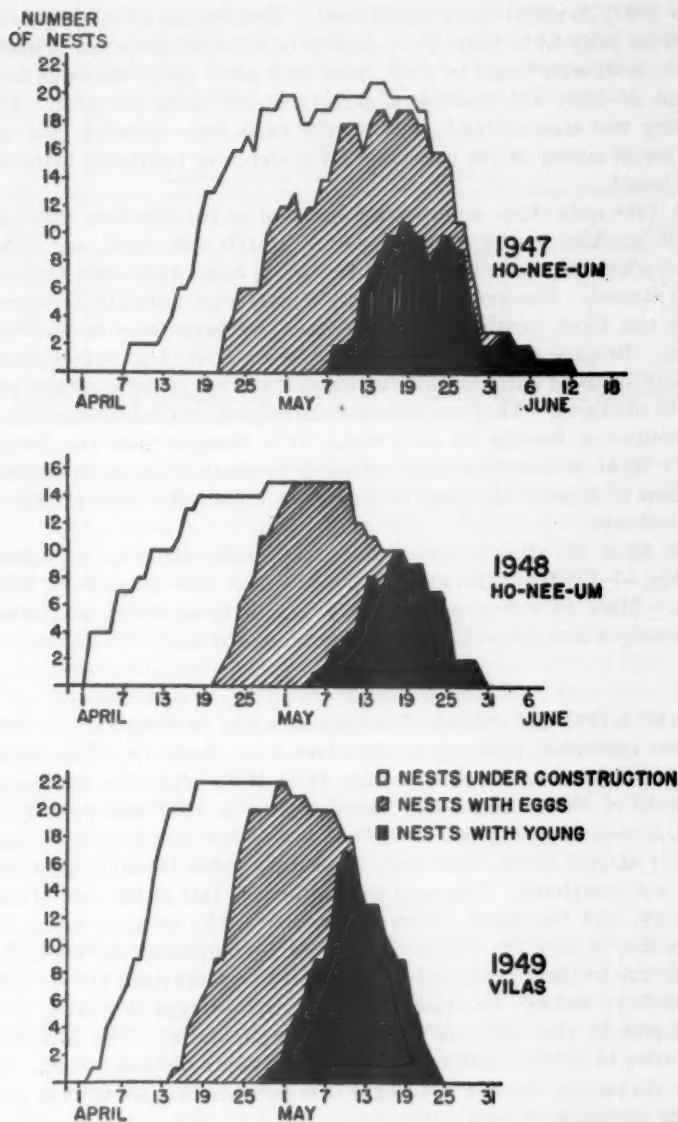 NUMBER
OF NESTS
22
20
18
16
14
12
10
8
6
4
2
1947
HO-NEE-UM
1 7 13 19 25 1 7 13 19 25 31 6 12 18
APRIL MAY JUNE
16
14
12
10
8
6
4
2
1948
HO-NEE-UM
1 7 13 19 25 1 7 13 19 25 31 6
APRIL MAY JUNE
NESTS UNDER CONSTRUCTION
NESTS WITH EGGS
NESTS WITH YOUNG
22
20
18
16
14
12
10
8
6
4
2
1949
VILAS
1 7 13 19 25 1 7 13 19 25 31
APRIL MAY